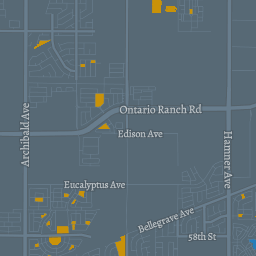 Ontario Ranch Rd
Edison Ave
Archibald Ave
Hamner Ave
Eucalyptus Ave
Bellegrave Ave
58th St